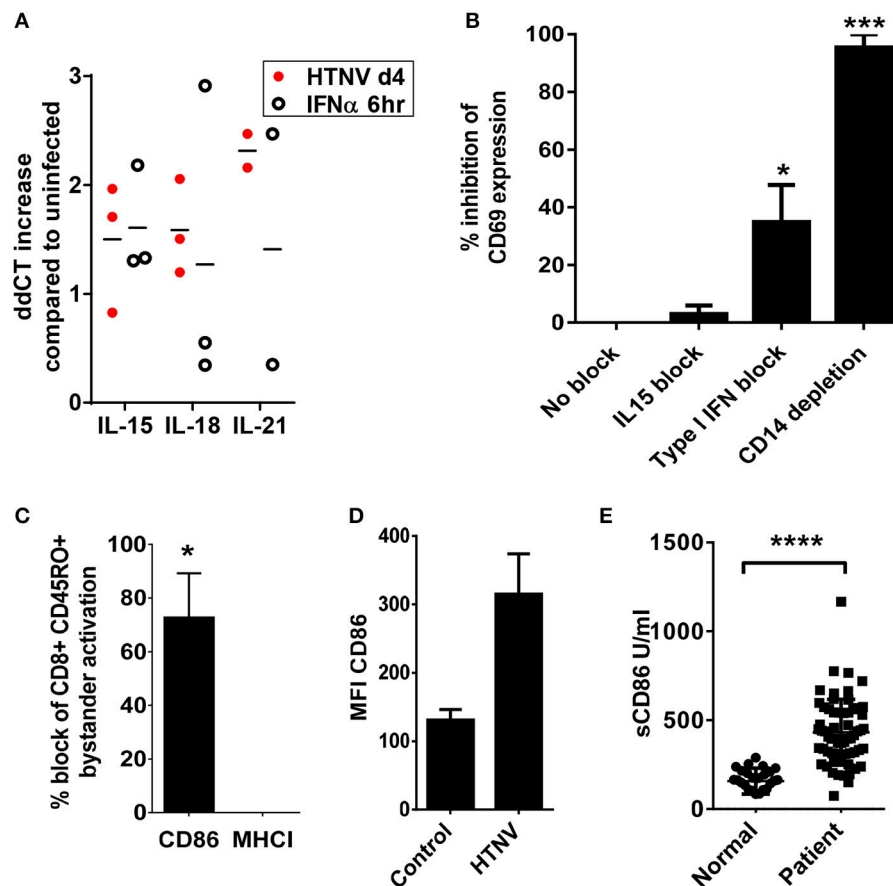 A
HTNV d4
IFNα 6hr
ddCT increase
compared to uninfected
3
2
1
0
IL-15 IL-18 IL-21
B
***
*
% inhibition of
CD69 expression
100
80
60
40
20
0
No block
IL15 block
Type I IFN block
CD14 depletion
C
*
% block of CD8+ CD45RO+
bystander activation
100
80
60
40
20
0
CD86 MHCI
D
MFI CD86
400
300
200
100
0
Control
HTNV
E
****
sCD86 U/ml
1500
1000
500
0
Normal
Patient